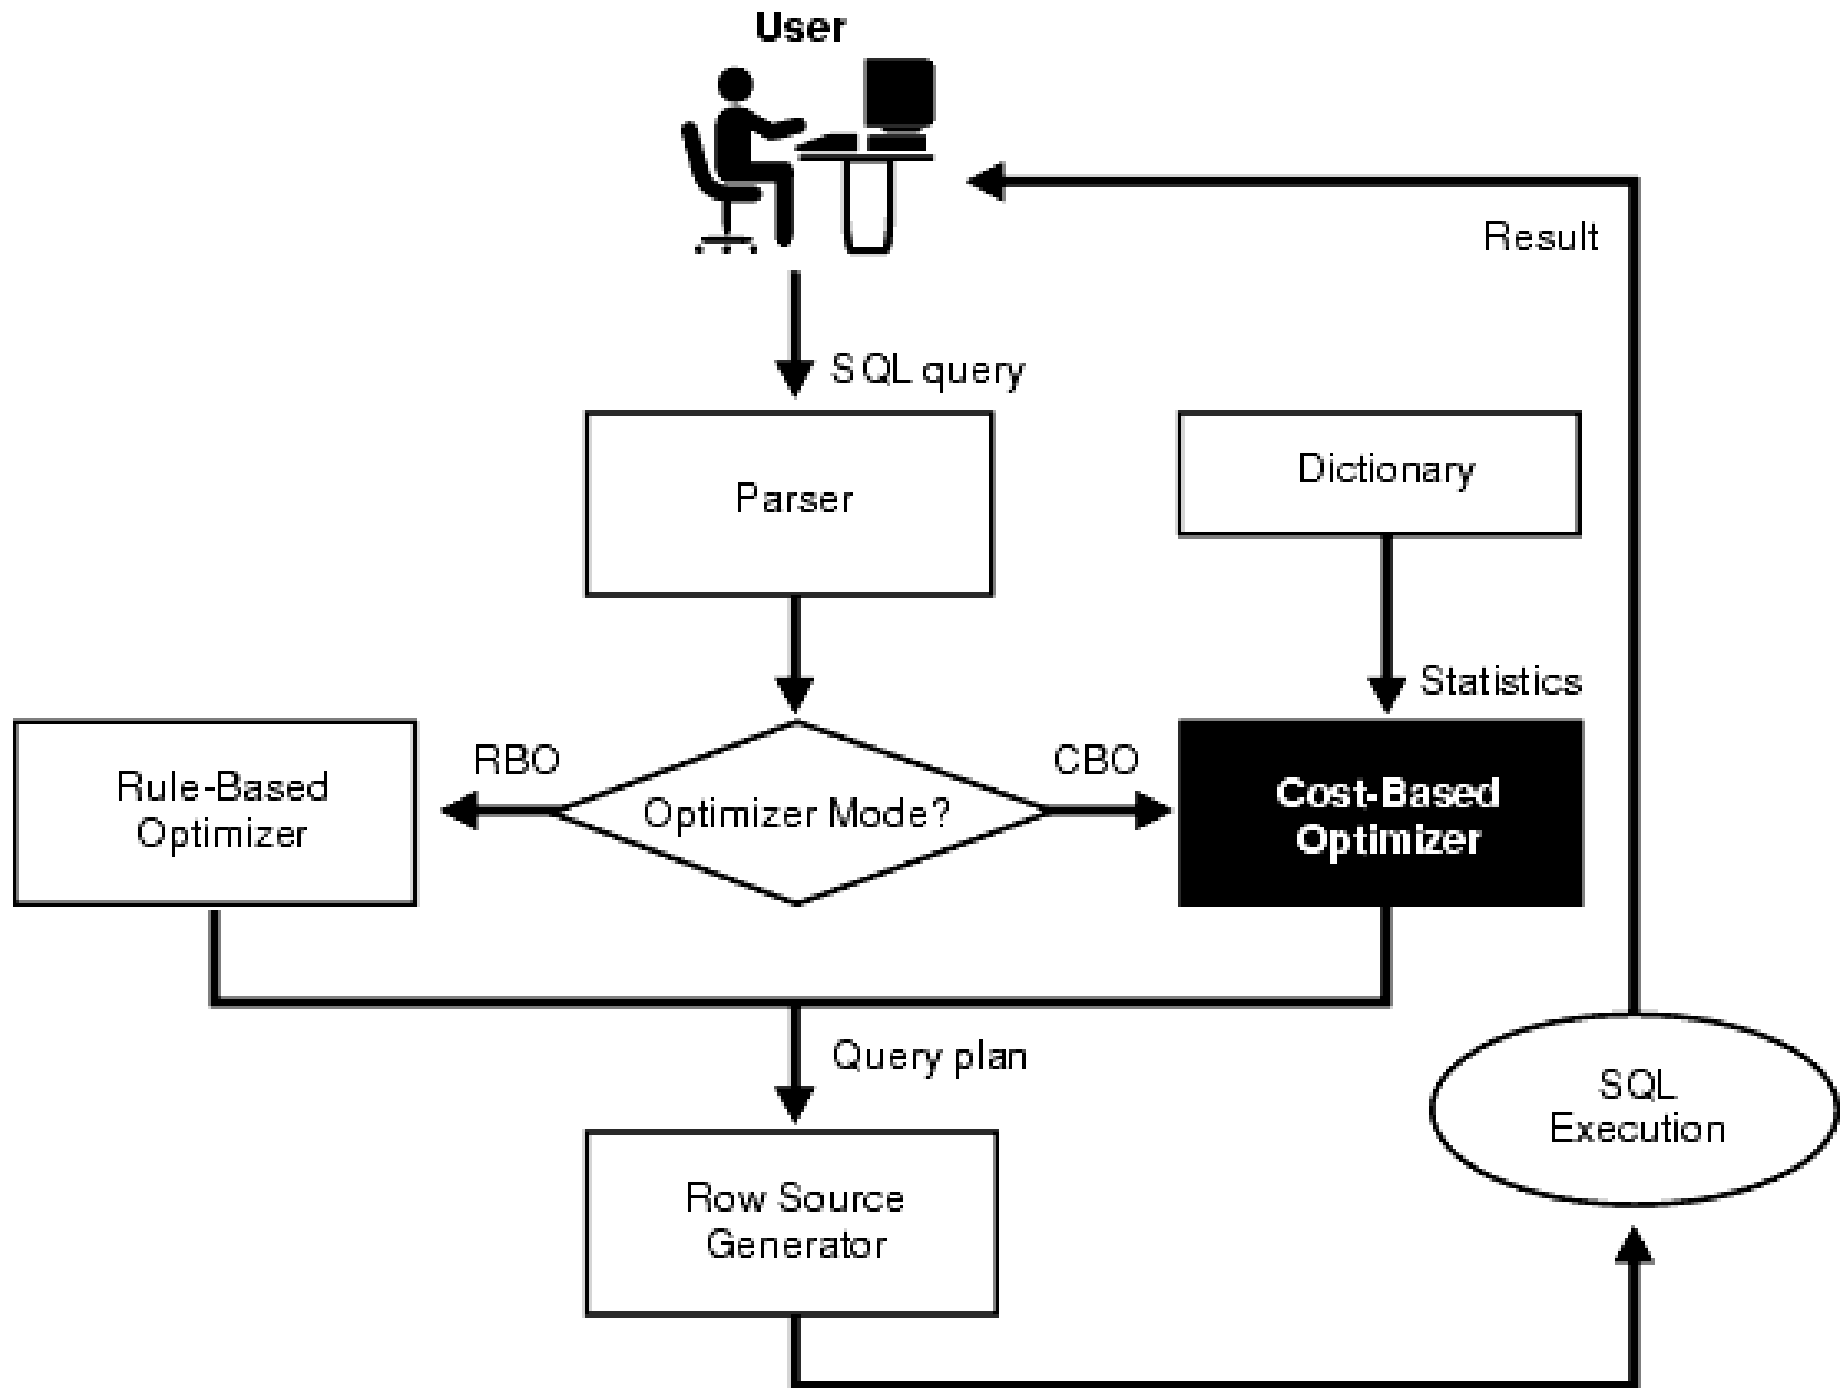 User
Result
SQL query
Parser
Dictionary
Statistics
RBO
CBO
Rule-Based
Optimizer
Optimizer Mode?
Cost-Based
Optimizer
Query plan
SQL
Execution
Row Source
Generator